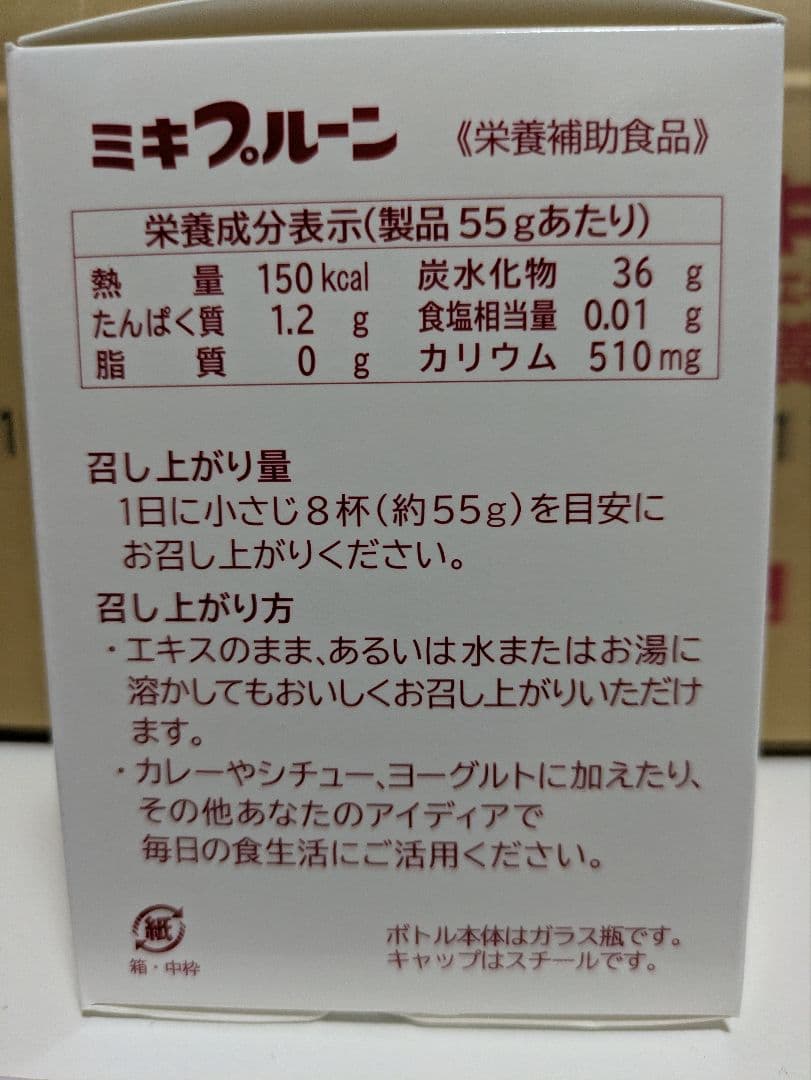 ミキプルーン 《栄養補助食品》
栄養成分表示(製品55gあたり)
熱量 150kcal 炭水化物 36g
たんぱく質 1.2g 食塩相当量 0.01g
脂質 0g カリウム 510mg
召し上がり量
1日に小さじ8杯(約55g)を目安に
お召し上がりください。
召し上がり方
・エキスのまま、あるいは水またはお湯に
溶かしてもおいしくお召し上がりいただけ
ます。
・カレーやシチュー、ヨーグルトに加えたり、
その他あなたのアイディアで
毎日の食生活にご活用ください。
紙
箱・中枠
ボトル本体はガラス瓶です。
キャップはスチールです。